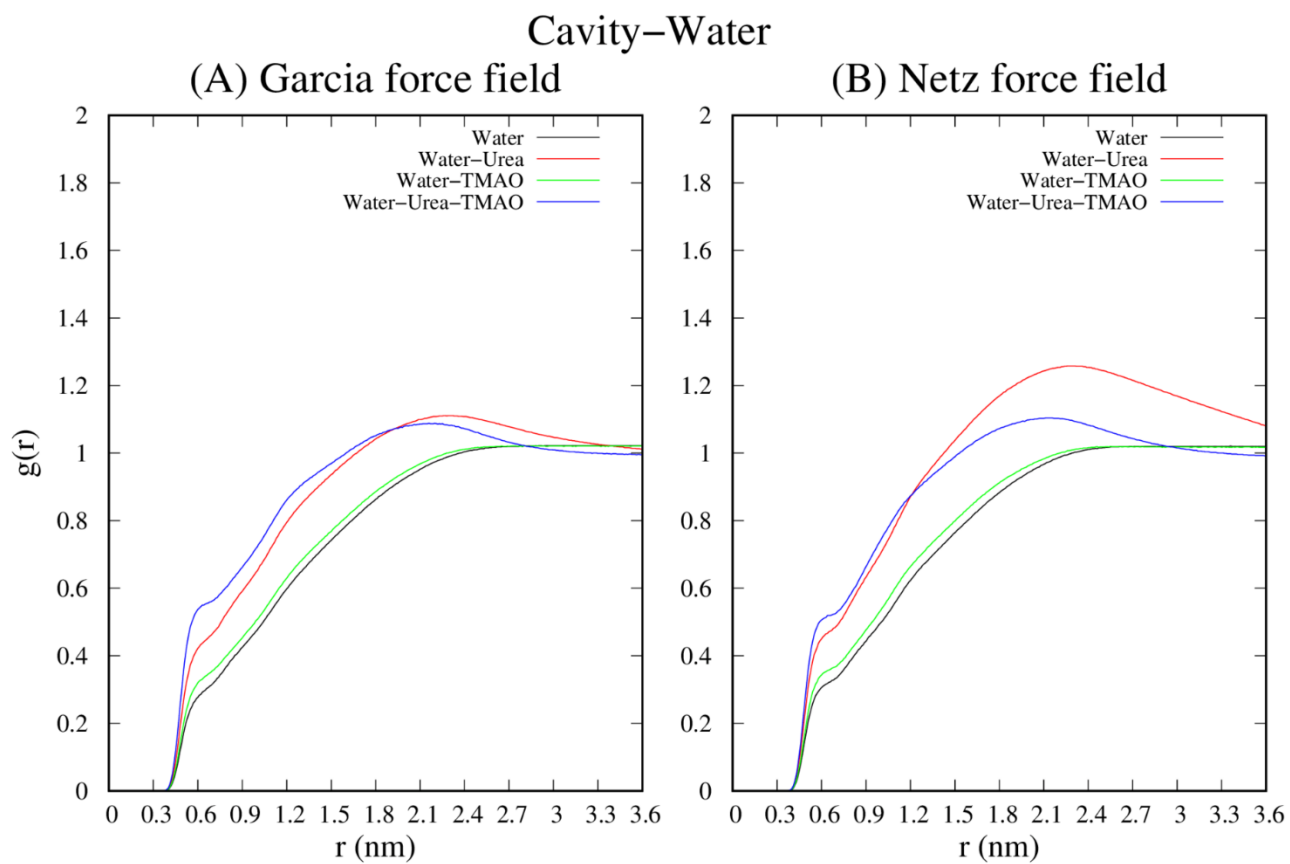 Cavity−Water
(A) Garcia force field
(B) Netz force field
2
1.8
1.6
1.4
1.2
1
0.8
0.6
0.4
0.2
0
g(r)
Water
Water−Urea
Water−TMAO
Water−Urea−TMAO
0 0.3 0.6 0.9 1.2 1.5 1.8 2.1 2.4 2.7 3 3.3 3.6
r (nm)
2
1.8
1.6
1.4
1.2
1
0.8
0.6
0.4
0.2
0
Water
Water−Urea
Water−TMAO
Water−Urea−TMAO
0 0.3 0.6 0.9 1.2 1.5 1.8 2.1 2.4 2.7 3 3.3 3.6
r (nm)